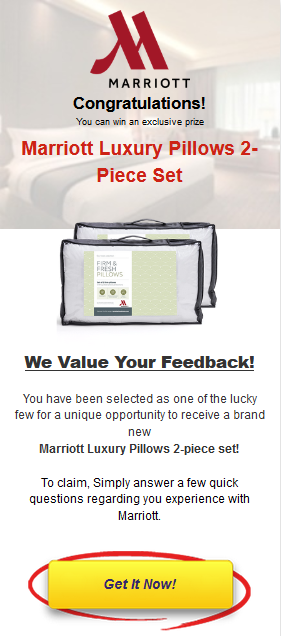 MARRIOTT
Congratulations!
You can win an exclusive prize
Marriott Luxury Pillows 2-
Piece Set
FIRM &
FRESH
PILLOWS
We Value Your Feedback!
You have been selected as one of the lucky
few for a unique opportunity to receive a brand
new
Marriott Luxury Pillows 2-piece set!
To claim, Simply answer a few quick
questions regarding you experience with
Marriott.
Get It Now!